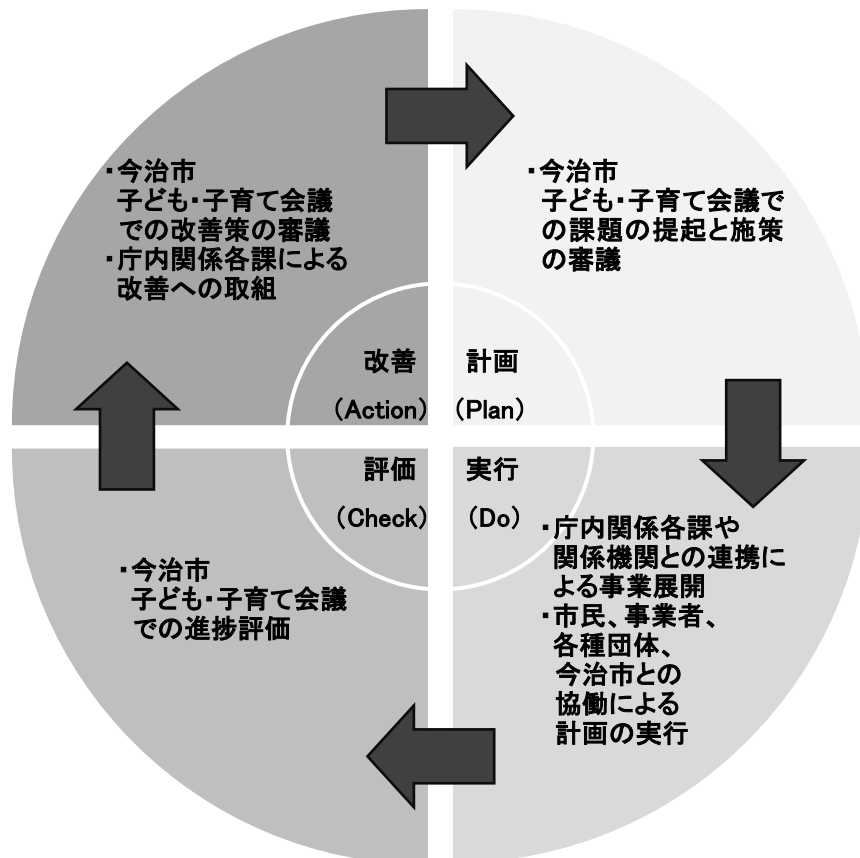 ・今治市
子ども・子育て会議
での改善策の審議
・庁内関係各課による
改善への取組
・今治市
子ども・子育て会議で
の課題の提起と施策
の審議
改善
(Action)
計画
(Plan)
評価
(Check)
実行
(Do)
・今治市
子ども・子育て会議
での進捗評価
・庁内関係各課や
関係機関との連携に
よる事業展開
・市民、事業者、
各種団体、
今治市との
協働による
計画の実行